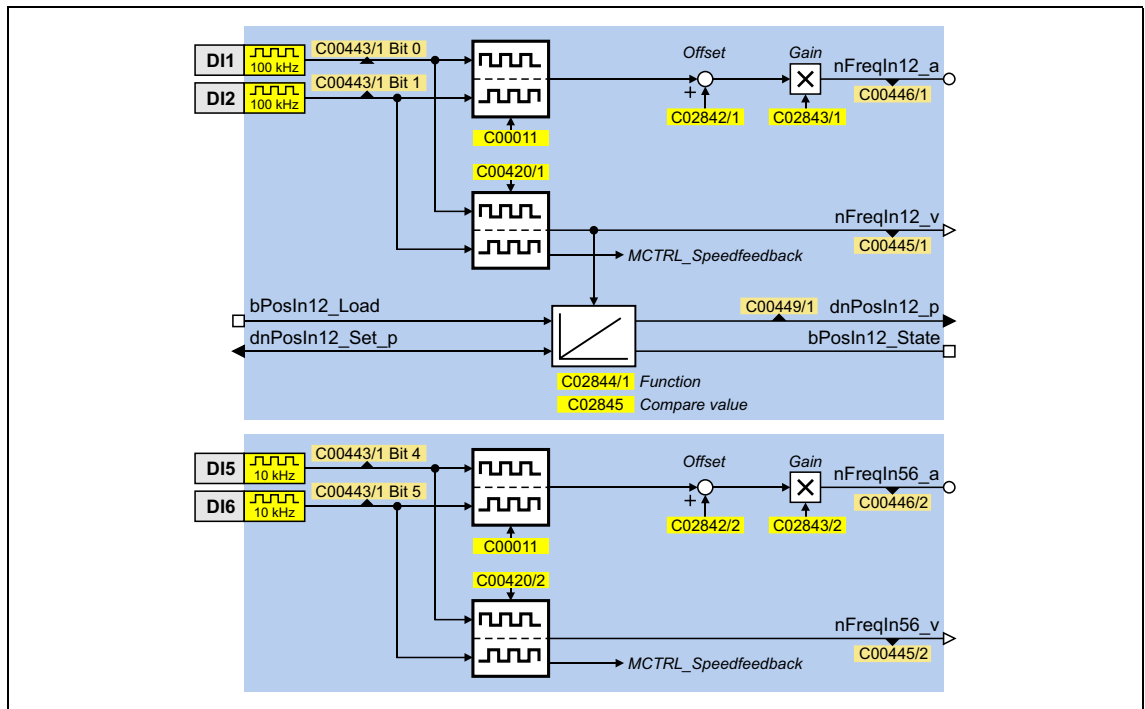 DI1
100 kHz
C00443/1 Bit 0
Offset
Gain
nFreqIn12_a
DI2
100 kHz
C00443/1 Bit 1
C02842/1
C02843/1
C00446/1
+
C00011
C00420/1
nFreqIn12_v
C00445/1
MCTRL_Speedfeedback
bPosIn12_Load
C00449/1
dnPosIn12_p
dnPosIn12_Set_p
bPosIn12_State
C02844/1 Function
C02845 Compare value
DI5
10 kHz
C00443/1 Bit 4
Offset
Gain
nFreqIn56_a
DI6
10 kHz
C00443/1 Bit 5
C02842/2
C02843/2
C00446/2
+
C00011
C00420/2
nFreqIn56_v
C00445/2
MCTRL_Speedfeedback